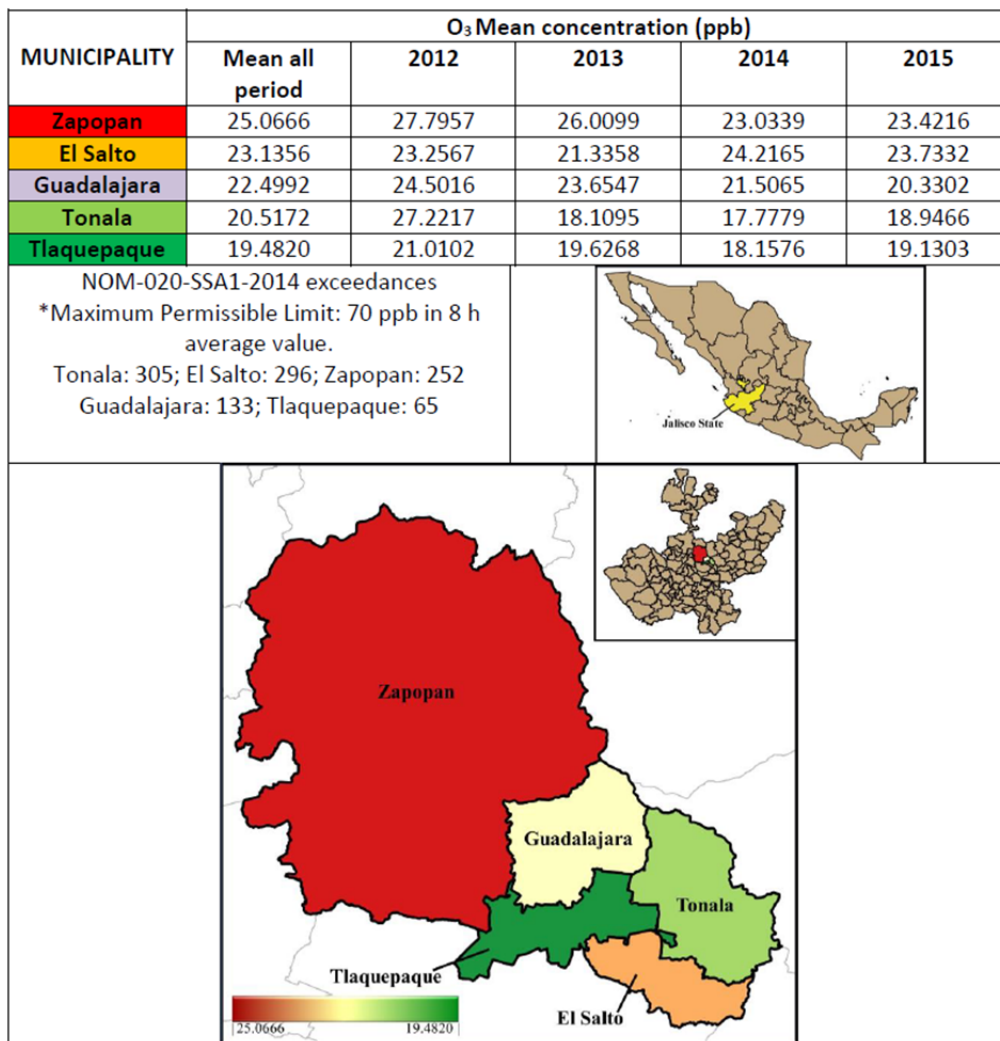 MUNICIPALITY
O₃ Mean concentration (ppb)
Mean all period
2012
2013
2014
2015
Zapopan 25.0666 27.7957 26.0099 23.0339 23.4216
El Salto 23.1356 23.2567 21.3358 24.2165 23.7332
Guadalajara 22.4992 24.5016 23.6547 21.5065 20.3302
Tonala 20.5172 27.2217 18.1095 17.7779 18.9466
Tlaquepaque 19.4820 21.0102 19.6268 18.1576 19.1303
NOM-020-SSA1-2014 exceedances
*Maximum Permissible Limit: 70 ppb in 8 h
average value.
Tonala: 305; El Salto: 296; Zapopan: 252
Guadalajara: 133; Tlaquepaque: 65
Jalisco State
Zapopan
Guadalajara
Tonala
Tlaquepaque
El Salto
25.0666
19.4820